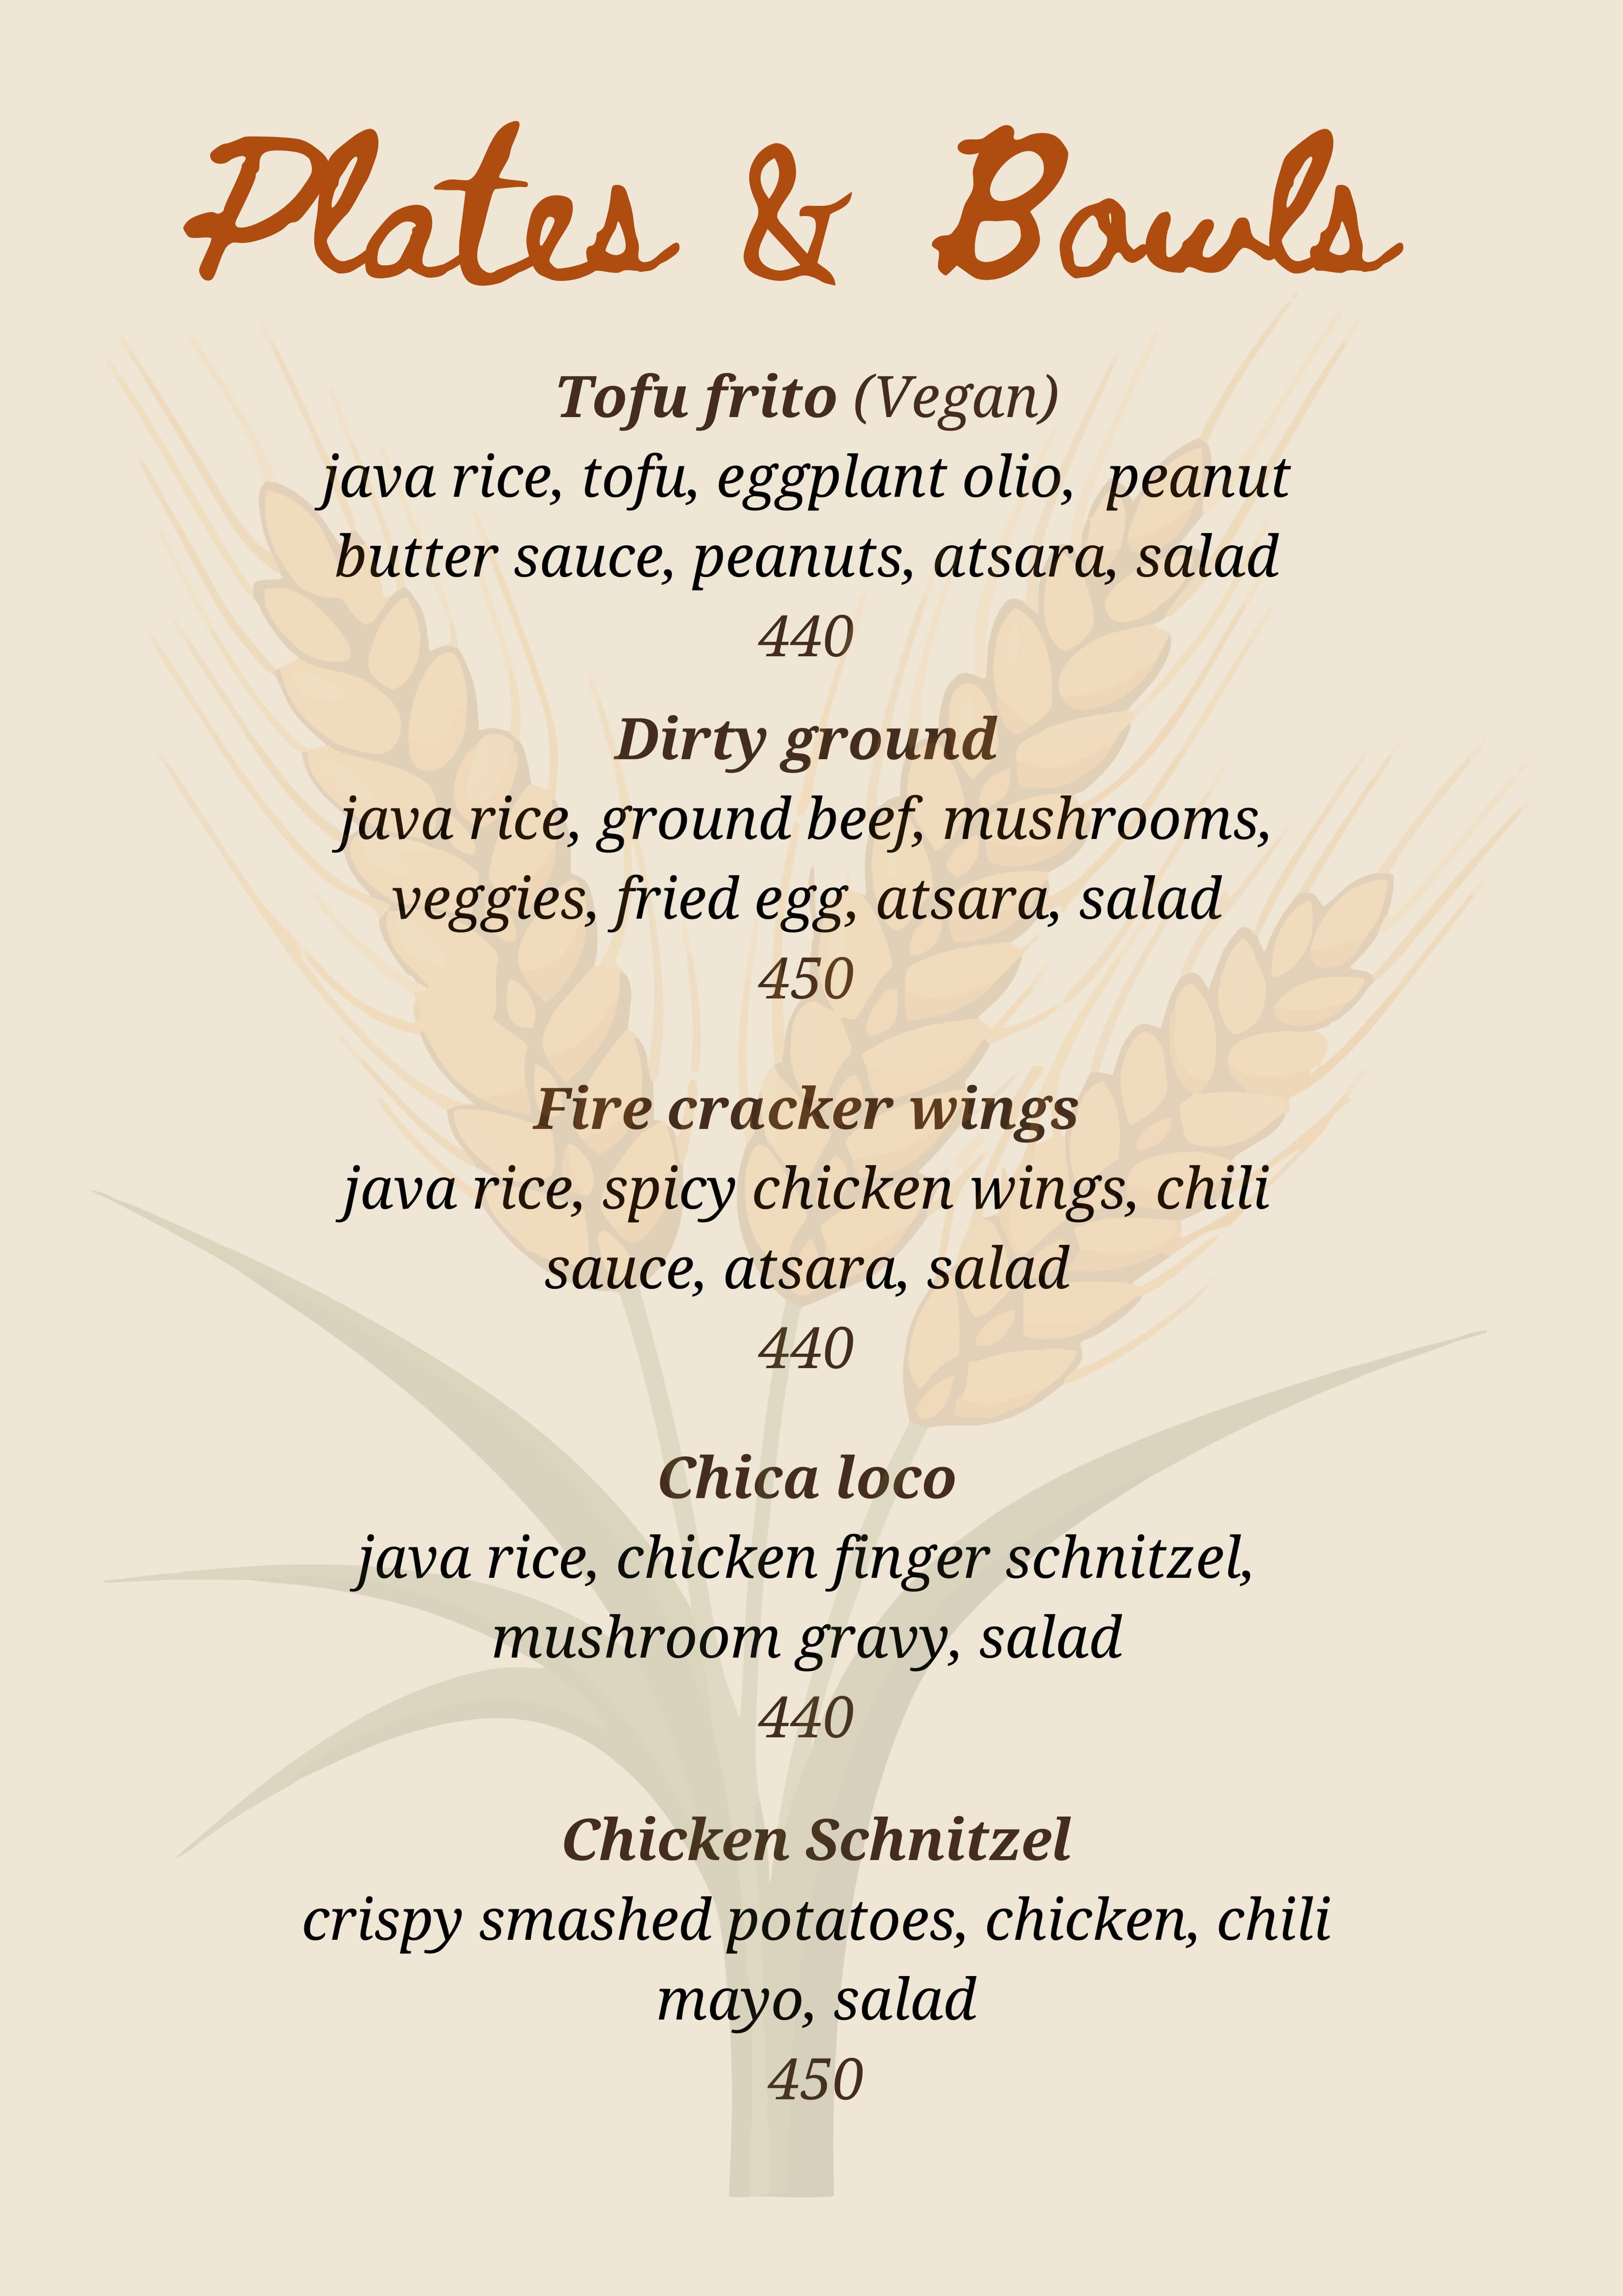 Plates & Bowls
Tofu frito (Vegan)
java rice, tofu, eggplant olio,  peanut
butter sauce, peanuts, atsara, salad
440
Dirty ground
java rice, ground beef, mushrooms,
veggies, fried egg, atsara, salad
450
Fire cracker wings
java rice, spicy chicken wings, chili
sauce, atsara, salad
440
Chica loco
java rice, chicken finger schnitzel,
mushroom gravy, salad
440
Chicken Schnitzel
crispy smashed potatoes, chicken, chili
mayo, salad
450